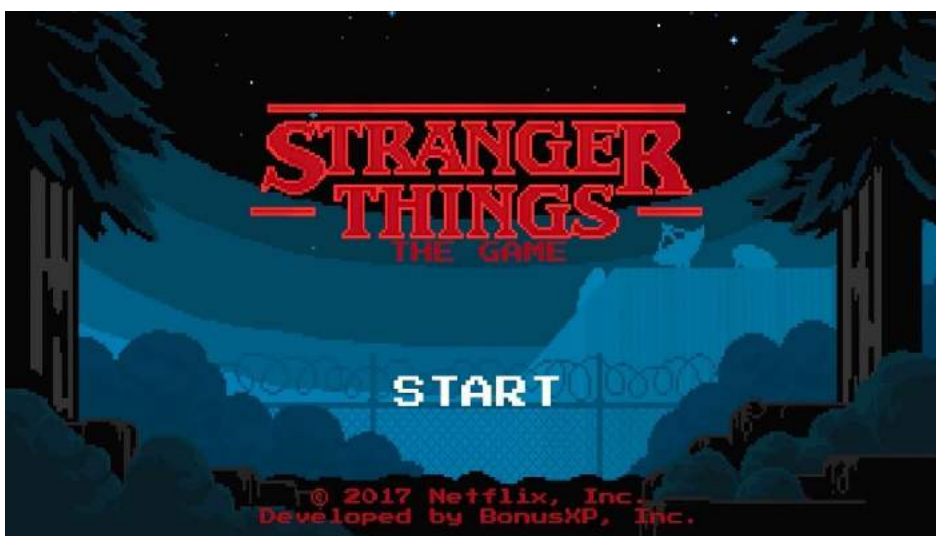 STRANGER
THINGS
THE GAME
START
© 2017 Netflix, Inc.
Developed by BonusXP, Inc.